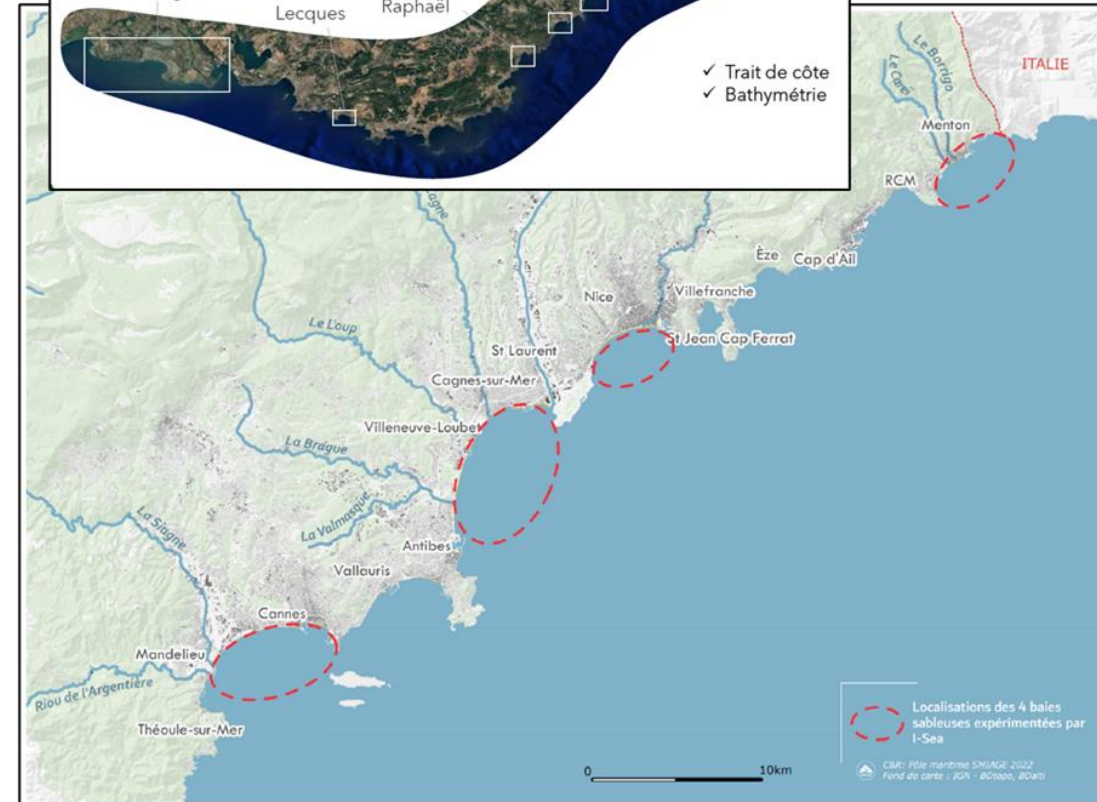 Lecques
Raphaël
✓ Trait de côte
✓ Bathymétrie
Le Borrigo
Le Careï
ITALIE
Menton
RCM
Èze
Cap d'Ail
Nice
Villefranche
St Jean Cap Ferrat
Le Loup
St Laurent
Cagnes-sur-Mer
Villeneuve-Loubet
La Brague
La Valmasque
La Siagne
Antibes
Vallauris
Cannes
Mandelieu
Riou de l'Argentière
Théoule-sur-Mer
Localisations des 4 baies
sableuses expérimentées par
I-Sea
0
10km
C&R: Pôle maritime SMIAGE 2022
Fond de carte : IGN - BDtopo, BDalti